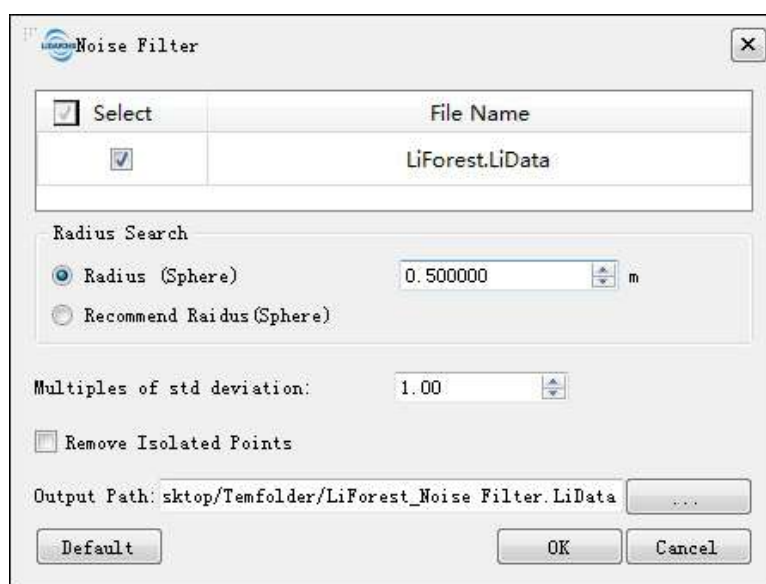 Noise Filter
Select File Name
LiForest.LiData
Radius Search
Radius (Sphere) 0.500000 m
Recommend Raidus(Sphere)
Multiples of std deviation: 1.00
Remove Isolated Points
Output Path: sktop/Temfolder/LiForest_Noise Filter.LiData ...
Default OK Cancel